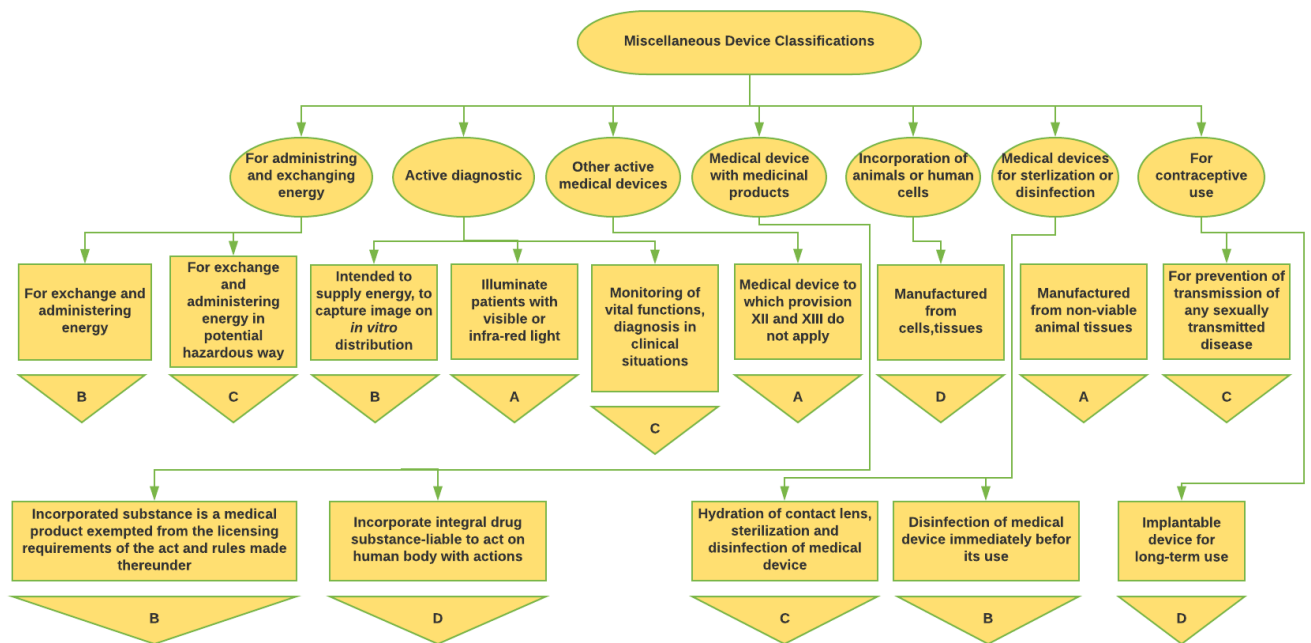 Miscellaneous Device Classifications
For administring
and exchanging
energy
Active diagnostic
Other active
medical devices
Medical device
with medicinal
products
Incorporation of
animals or human
cells
Medical devices
for sterlization or
disinfection
For
contraceptive
use
For exchange and
administering
energy
For exchange
and
administering
energy in
potential
hazardous way
Intended to
supply energy, to
capture image on
in vitro
distribution
Illuminate
patients with
visible or
infra-red light
Monitoring of
vital functions,
diagnosis in
clinical
situations
Medical device to
which provision
XII and XIII do
not apply
Manufactured
from
cells,tissues
Manufactured
from non-viable
animal tissues
For prevention of
transmission of
any sexually
transmitted
disease
B
C
B
A
C
A
D
A
C
Incorporated substance is a medical
product exempted from the licensing
requirements of the act and rules made
thereunder
Incorporate integral drug
substance-liable to act on
human body with actions
Hydration of contact lens,
sterilization and
disinfection of medical
device
Disinfection of medical
device immediately befor
its use
Implantable
device for
long-term use
B
D
C
B
D